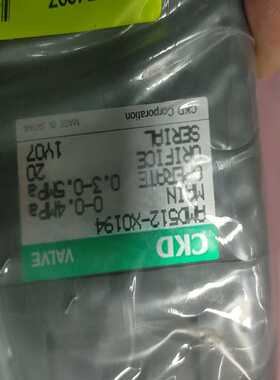 CKD VALVE
AMD512-X0194
MAIN 0-0.4MPa
OPERATE 0.3-0.5MPa
ORIFICE 20
SERIAL 1Y07
CKD Corporation MADE IN JAPAN